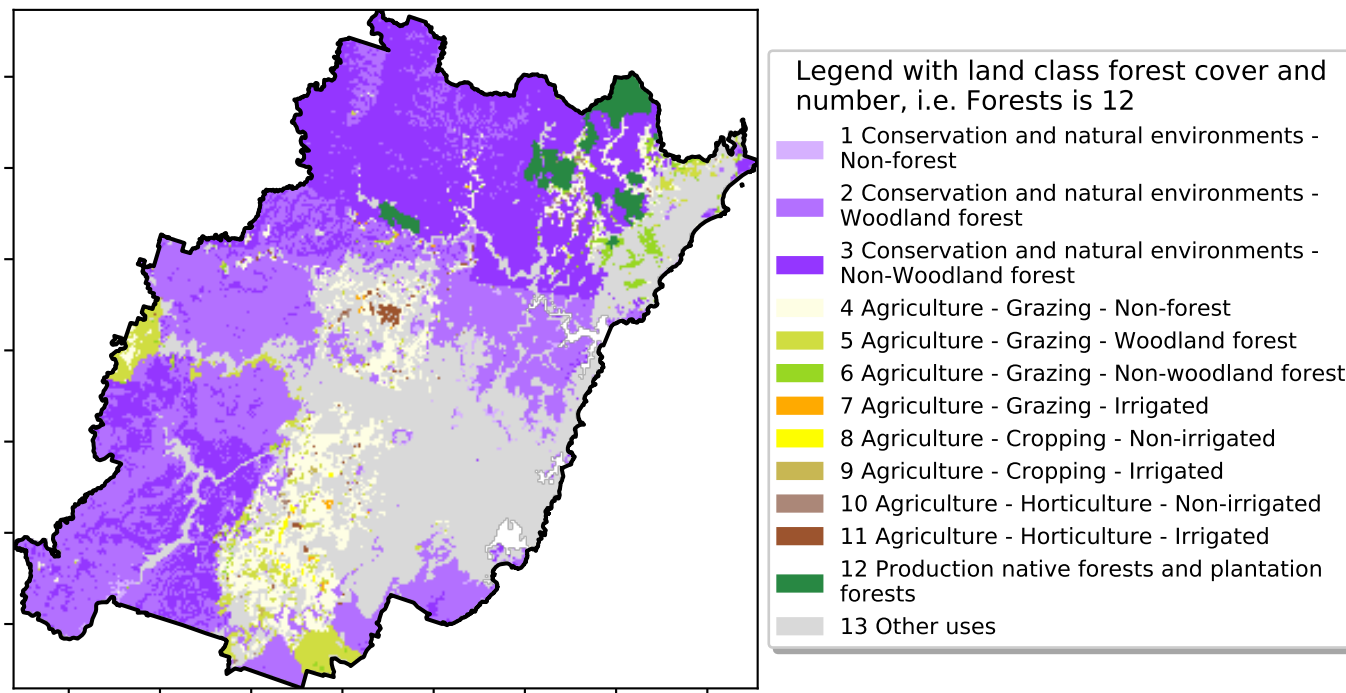 Legend with land class forest cover and
number, i.e. Forests is 12
1 Conservation and natural environments -
Non-forest
2 Conservation and natural environments -
Woodland forest
3 Conservation and natural environments -
Non-Woodland forest
4 Agriculture - Grazing - Non-forest
5 Agriculture - Grazing - Woodland forest
6 Agriculture - Grazing - Non-woodland forest
7 Agriculture - Grazing - Irrigated
8 Agriculture - Cropping - Non-irrigated
9 Agriculture - Cropping - Irrigated
10 Agriculture - Horticulture - Non-irrigated
11 Agriculture - Horticulture - Irrigated
12 Production native forests and plantation
forests
13 Other uses